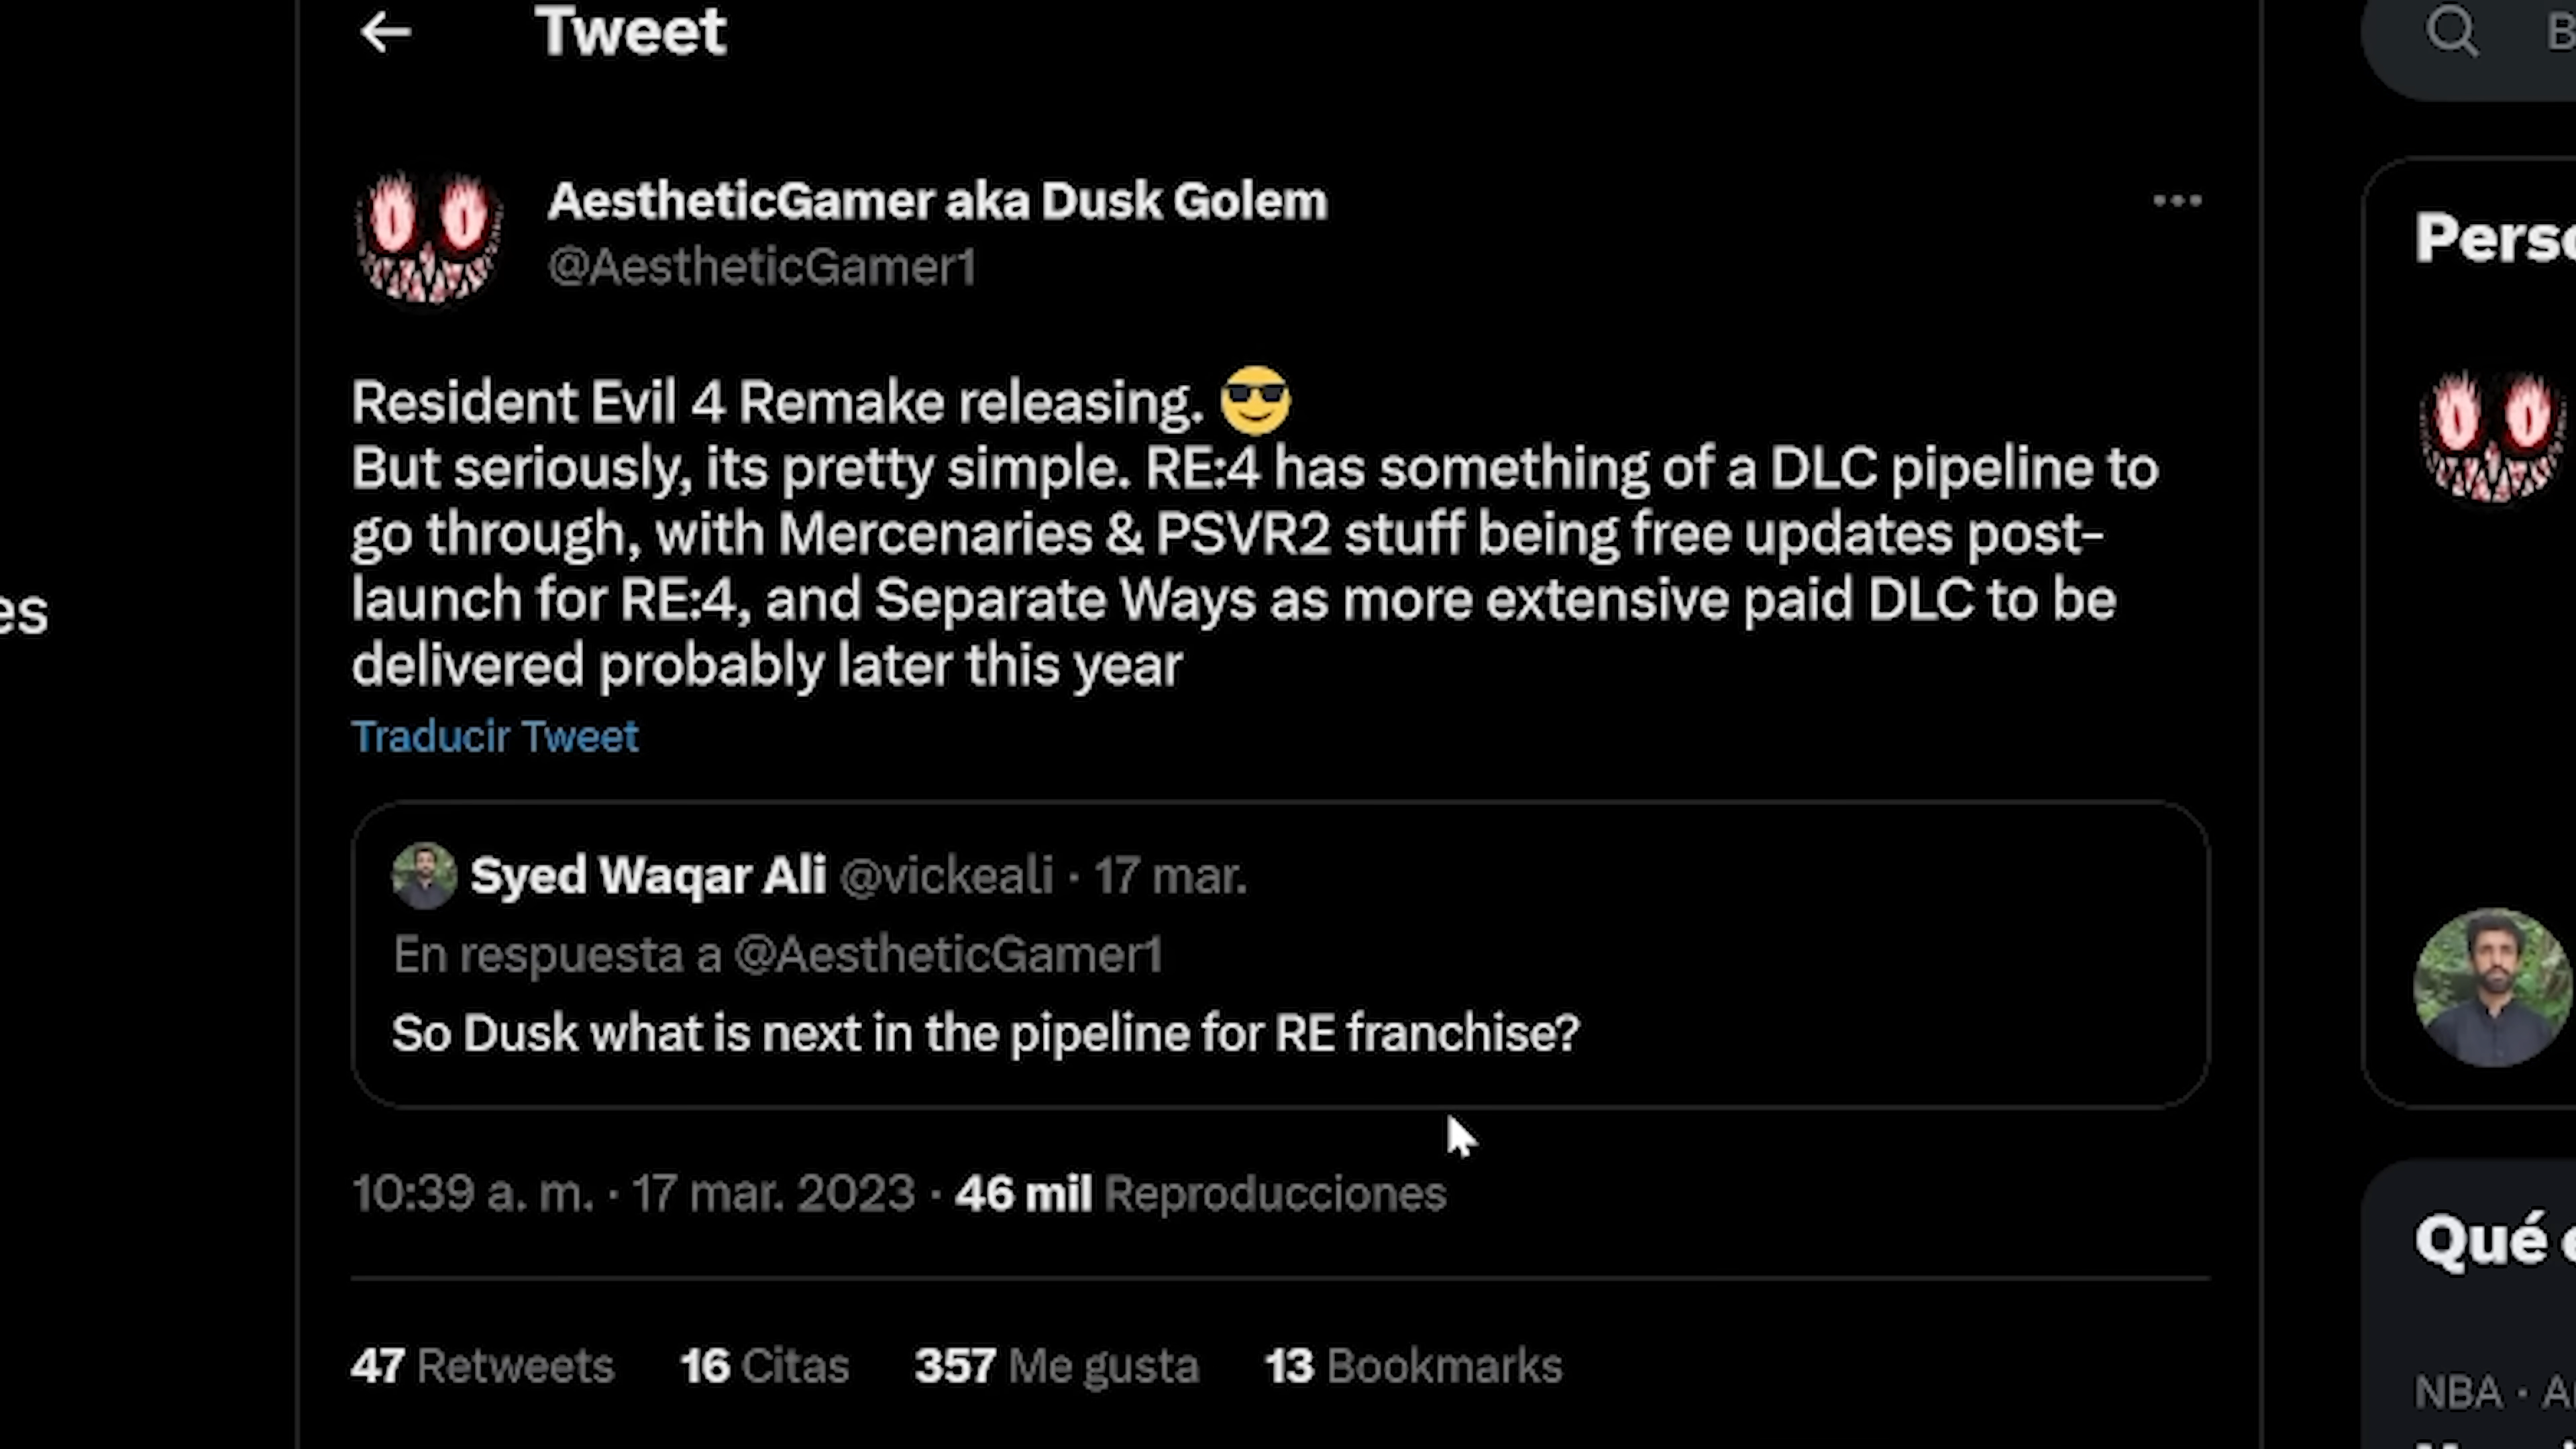 Tweet
AestheticGamer aka Dusk Golem
@AestheticGamer1
Resident Evil 4 Remake releasing. 😎
But seriously, its pretty simple. RE:4 has something of a DLC pipeline to
go through, with Mercenaries & PSVR2 stuff being free updates post-
launch for RE:4, and Separate Ways as more extensive paid DLC to be
delivered probably later this year
Traducir Tweet
Syed Waqar Ali @vickeali · 17 mar.
En respuesta a @AestheticGamer1
So Dusk what is next in the pipeline for RE franchise?
10:39 a. m. · 17 mar. 2023 · 46 mil Reproducciones
47 Retweets 16 Citas 357 Me gusta 13 Bookmarks
es
Perso
Qué
NBA ·